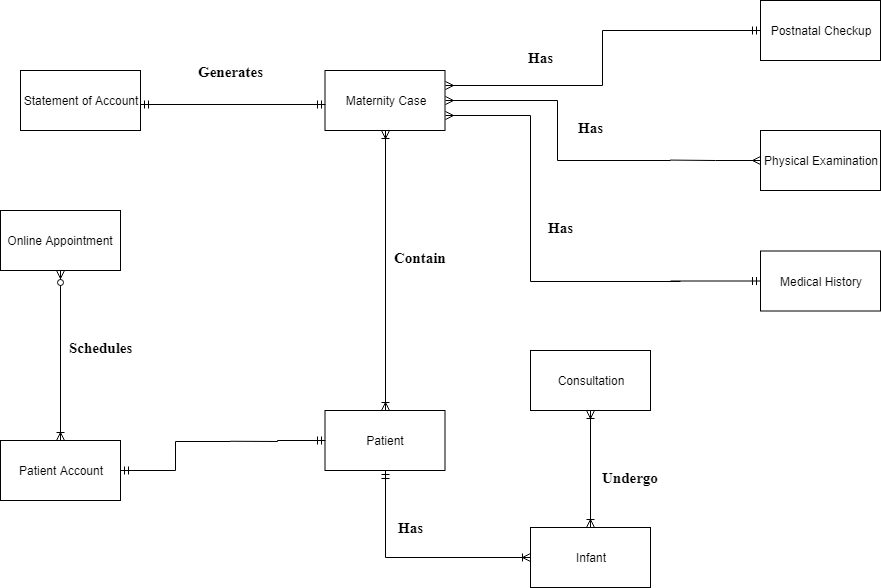 Postnatal Checkup
Has
Generates
Statement of Account
Maternity Case
Has
Physical Examination
Has
Online Appointment
Contain
Medical History
Schedules
Consultation
Patient
Patient Account
Undergo
Has
Infant